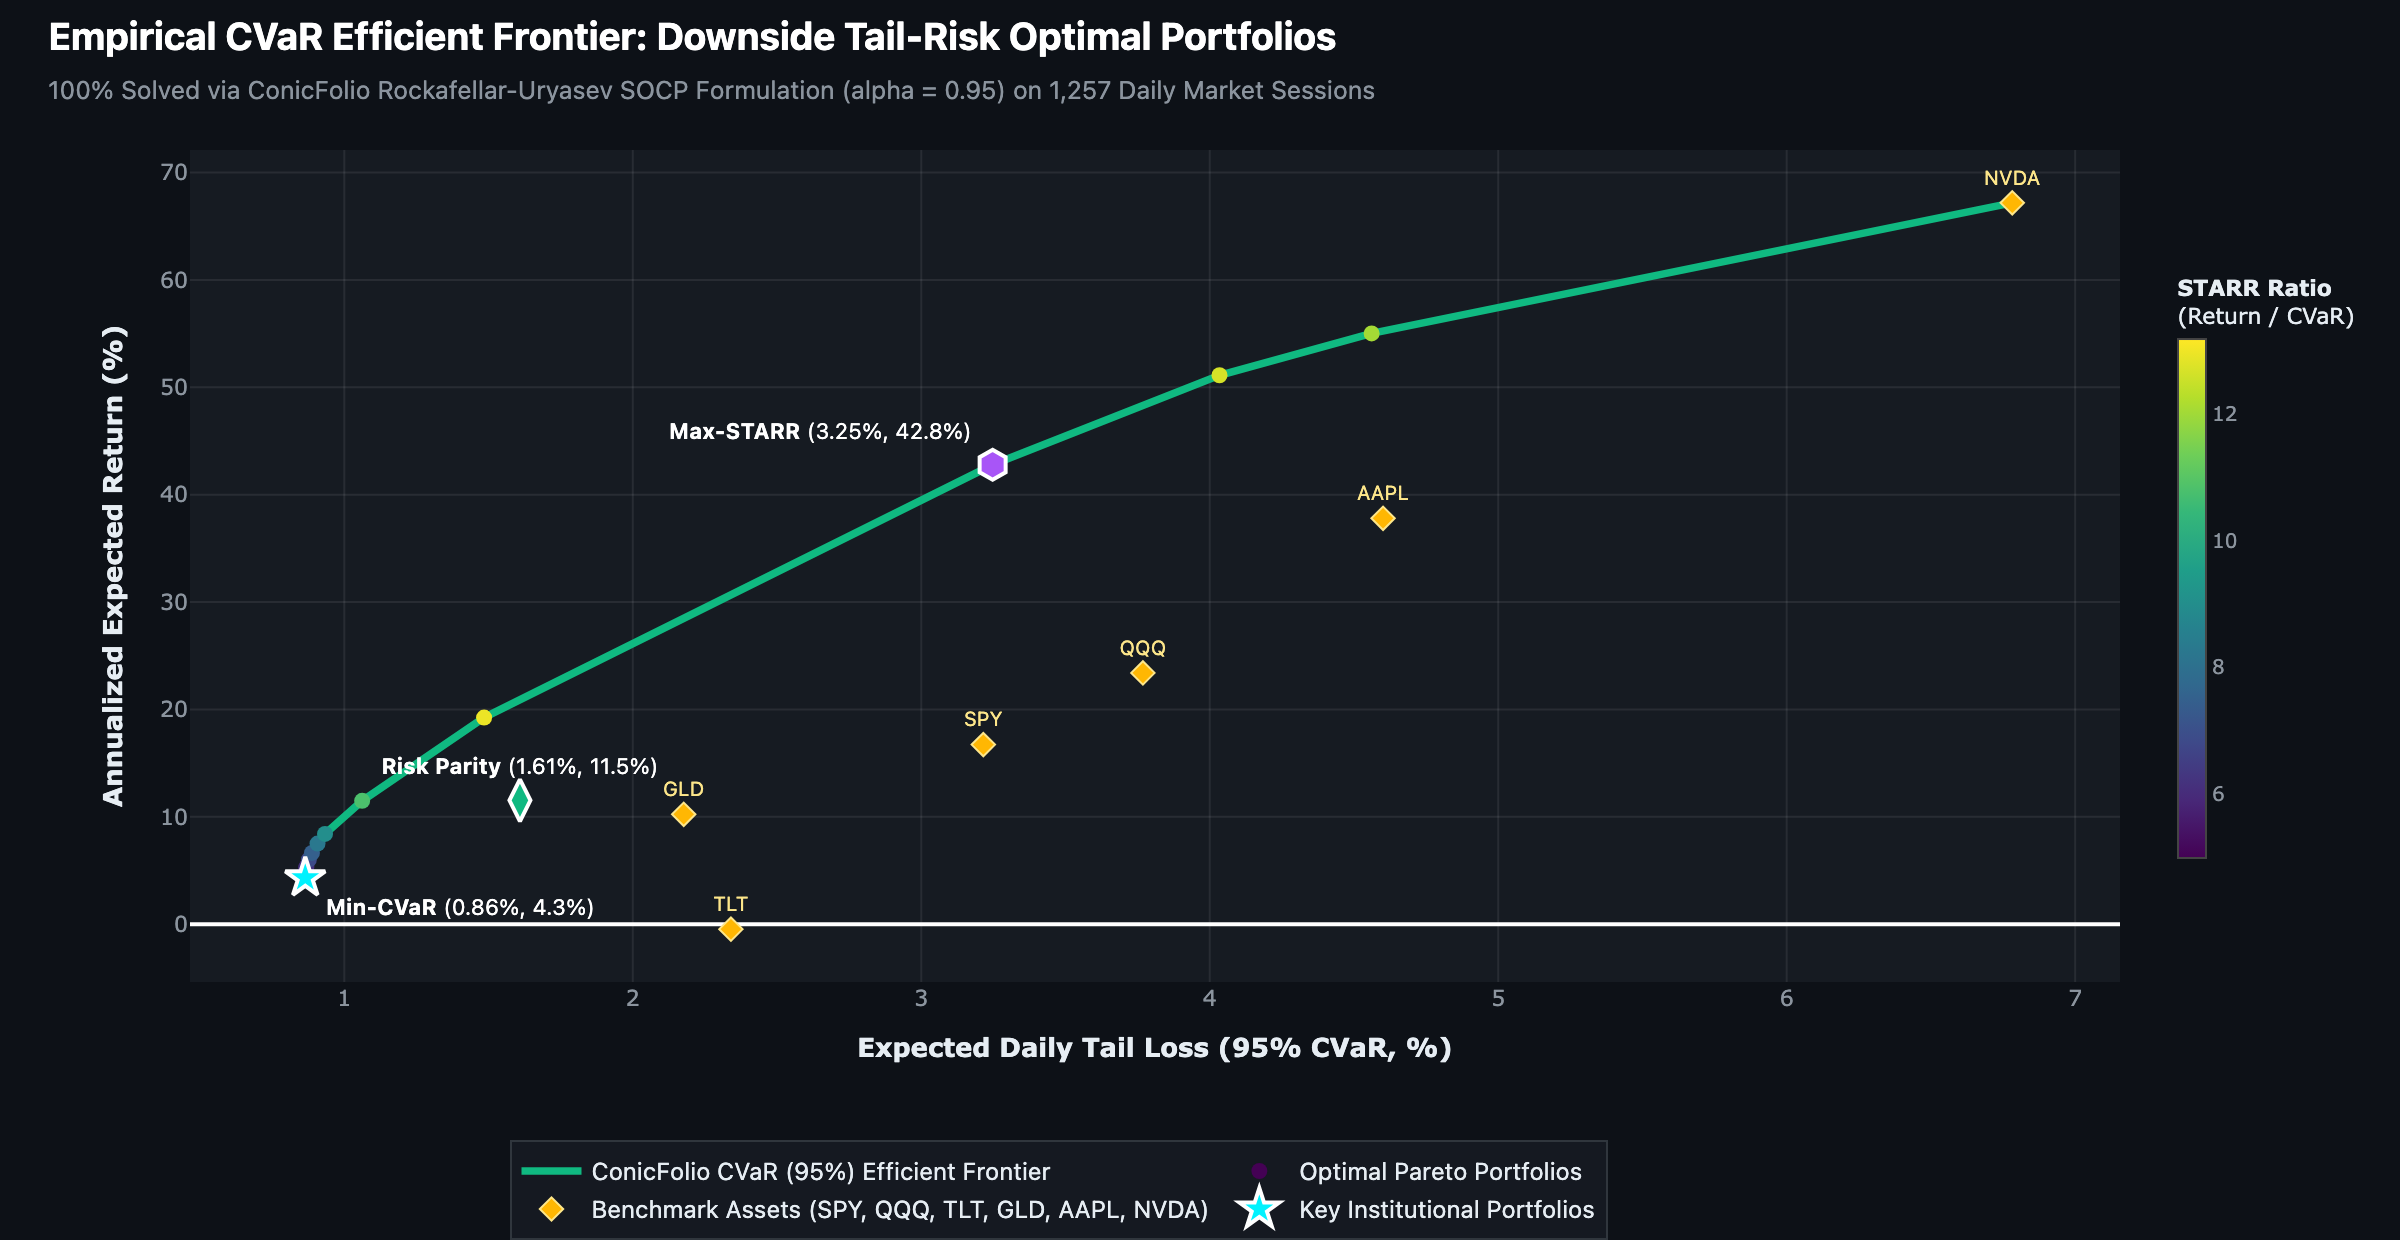 Empirical CVaR Efficient Frontier: Downside Tail-Risk Optimal Portfolios
100% Solved via ConicFolio Rockafellar-Uryasev SOCP Formulation (alpha = 0.95) on 1,257 Daily Market Sessions
Annualized Expected Return (%)
70
60
50
40
30
20
10
0
NVDA
Max-STARR (3.25%, 42.8%)
AAPL
QQQ
SPY
Risk Parity (1.61%, 11.5%)
GLD
Min-CVaR (0.86%, 4.3%)
TLT
1
2
3
4
5
6
7
Expected Daily Tail Loss (95% CVaR, %)
STARR Ratio
(Return / CVaR)
12
10
8
6
ConicFolio CVaR (95%) Efficient Frontier
Optimal Pareto Portfolios
Benchmark Assets (SPY, QQQ, TLT, GLD, AAPL, NVDA)
Key Institutional Portfolios